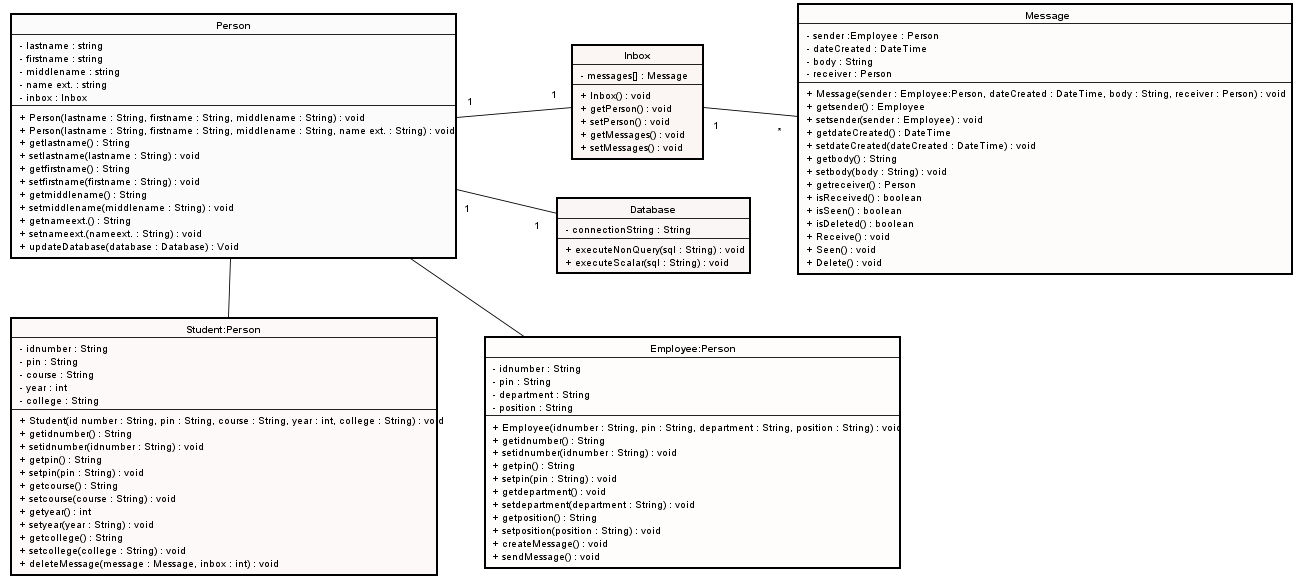 Person
- lastname : string
- firstname : string
- middlename : string
- name ext. : string
- inbox : Inbox
+ Person(lastname : String, firstname : String, middlename : String) : void
+ Person(lastname : String, firstname : String, middlename : String, name ext. : String) : void
+ getlastname() : String
+ setlastname(lastname : String) : void
+ getfirstname() : String
+ setfirstname(firstname : String) : void
+ getmiddlename() : String
+ setmiddlename(middlename : String) : void
+ getnameext.() : String
+ setnameext.(nameext. : String) : void
+ updateDatabase(database : Database) : Void
1
1
Inbox
- messages[] : Message
+ Inbox() : void
+ getPerson() : void
+ setPerson() : void
+ getMessages() : void
+ setMessages() : void
1
*
Message
- sender :Employee : Person
- dateCreated : DateTime
- body : String
- receiver : Person
+ Message(sender : Employee:Person, dateCreated : DateTime, body : String, receiver : Person) : void
+ getsender() : Employee
+ setsender(sender : Employee) : void
+ getdateCreated() : DateTime
+ setdateCreated(dateCreated : DateTime) : void
+ getbody() : String
+ setbody(body : String) : void
+ getreceiver() : Person
+ isReceived() : boolean
+ isSeen() : boolean
+ isDeleted() : boolean
+ Receive() : void
+ Seen() : void
+ Delete() : void
1
1
Database
- connectionString : String
+ executeNonQuery(sql : String) : void
+ executeScalar(sql : String) : void
Student:Person
- idnumber : String
- pin : String
- course : String
- year : int
- college : String
+ Student(id number : String, pin : String, course : String, year : int, college : String) : void
+ getidnumber() : String
+ setidnumber(idnumber : String) : void
+ getpin() : String
+ setpin(pin : String) : void
+ getcourse() : String
+ setcourse(course : String) : void
+ getyear() : int
+ setyear(year : String) : void
+ getcollege() : String
+ setcollege(college : String) : void
+ deleteMessage(message : Message, inbox : int) : void
Employee:Person
- idnumber : String
- pin : String
- department : String
- position : String
+ Employee(idnumber : String, pin : String, department : String, position : String) : void
+ getidnumber() : String
+ setidnumber(idnumber : String) : void
+ getpin() : String
+ setpin(pin : String) : void
+ getdepartment() : void
+ setdepartment(department : String) : void
+ getposition() : String
+ setposition(position : String) : void
+ createMessage() : void
+ sendMessage() : void